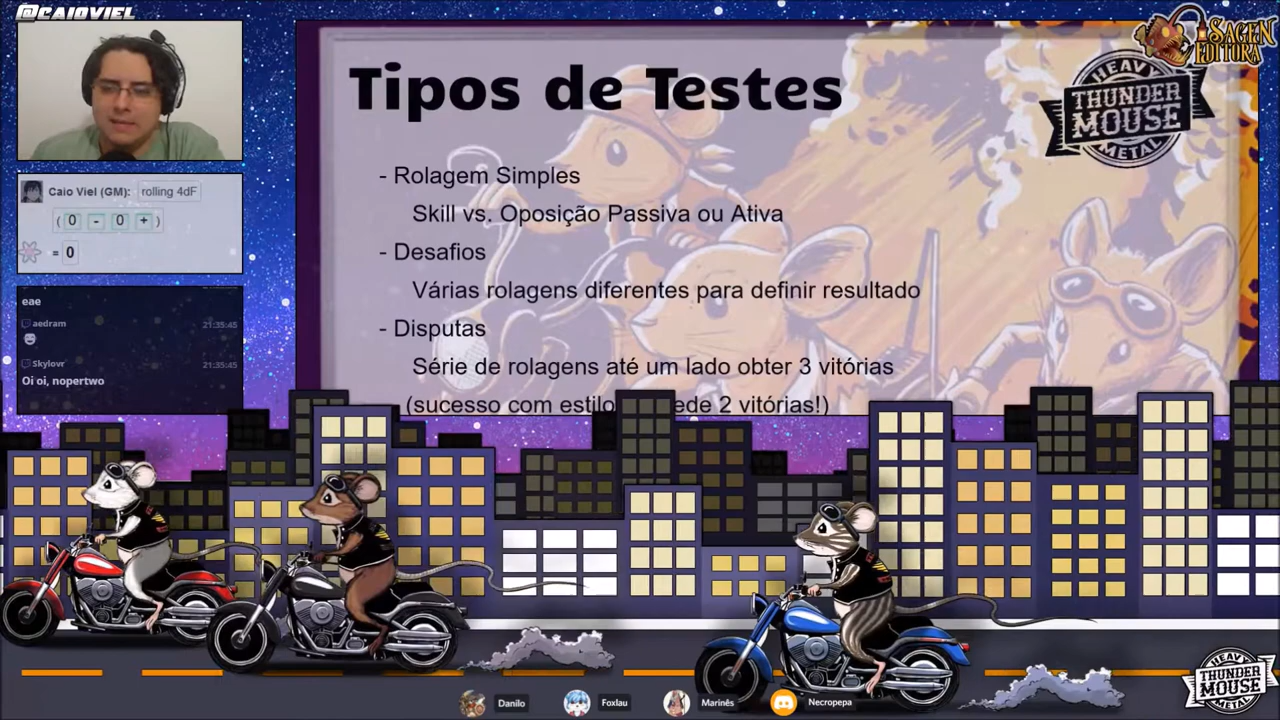 @CAIOVIEL
SAGEN
EDITORA
Tipos de Testes
HEAVY
THUNDER
MOUSE
METAL
- Rolagem Simples
Skill vs. Oposição Passiva ou Ativa
- Desafios
Várias rolagens diferentes para definir resultado
- Disputas
Série de rolagens até um lado obter 3 vitórias
(sucesso com estilo ede 2 vitórias!)
Caio Viel (GM): rolling 4dF
( 0 - 0 + )
= 0
eae
aedram 21:35:45
Skylovr 21:35:45
Oi oi, nopertwo
Danilo
Foxlau
Marinês
Necropepa
HEAVY
THUNDER
MOUSE
METAL